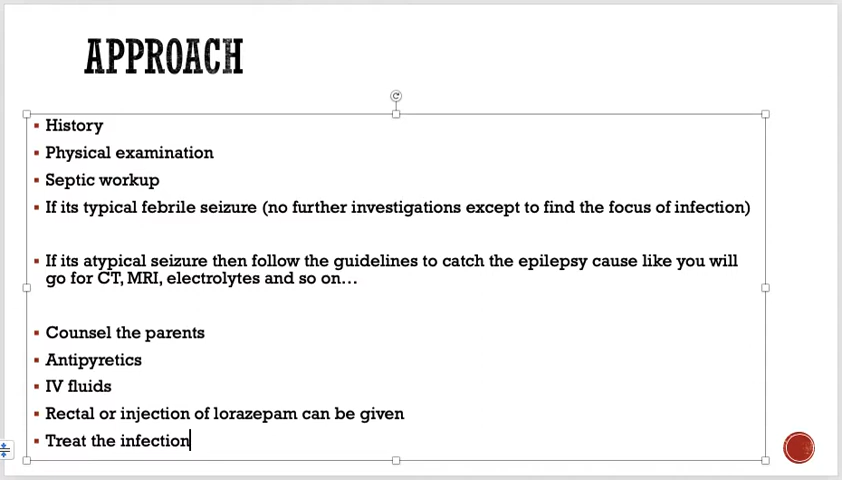 APPROACH
History
Physical examination
Septic workup
If its typical febrile seizure (no further investigations except to find the focus of infection)
If its atypical seizure then follow the guidelines to catch the epilepsy cause like you will
go for CT, MRI, electrolytes and so on...
Counsel the parents
Antipyretics
IV fluids
Rectal or injection of lorazepam can be given
Treat the infection